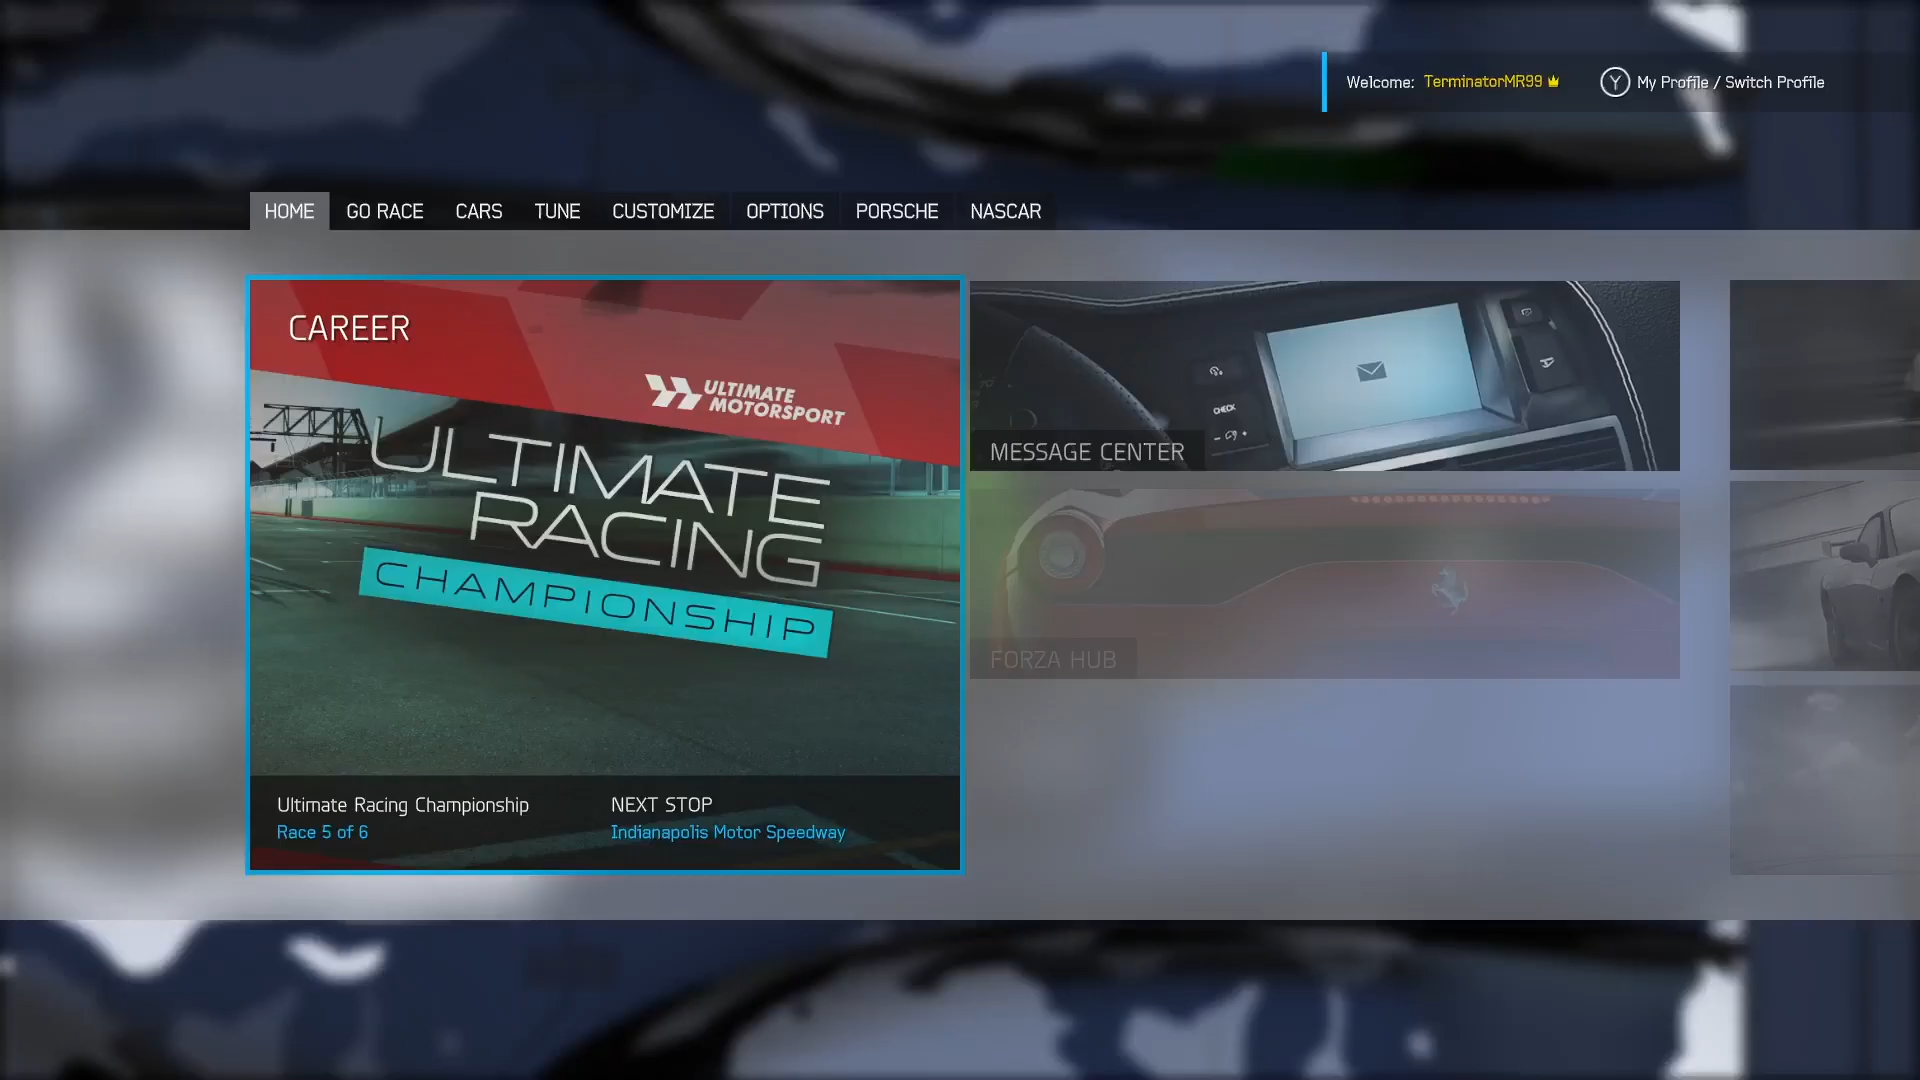 Welcome: TerminatorMR99
Y My Profile / Switch Profile
HOME GO RACE CARS TUNE CUSTOMIZE OPTIONS PORSCHE NASCAR
CAREER
ULTIMATE
MOTORSPORT
ULTIMATE
RACING
CHAMPIONSHIP
Ultimate Racing Championship
Race 5 of 6
NEXT STOP
Indianapolis Motor Speedway
CHECK
MESSAGE CENTER
FORZA HUB